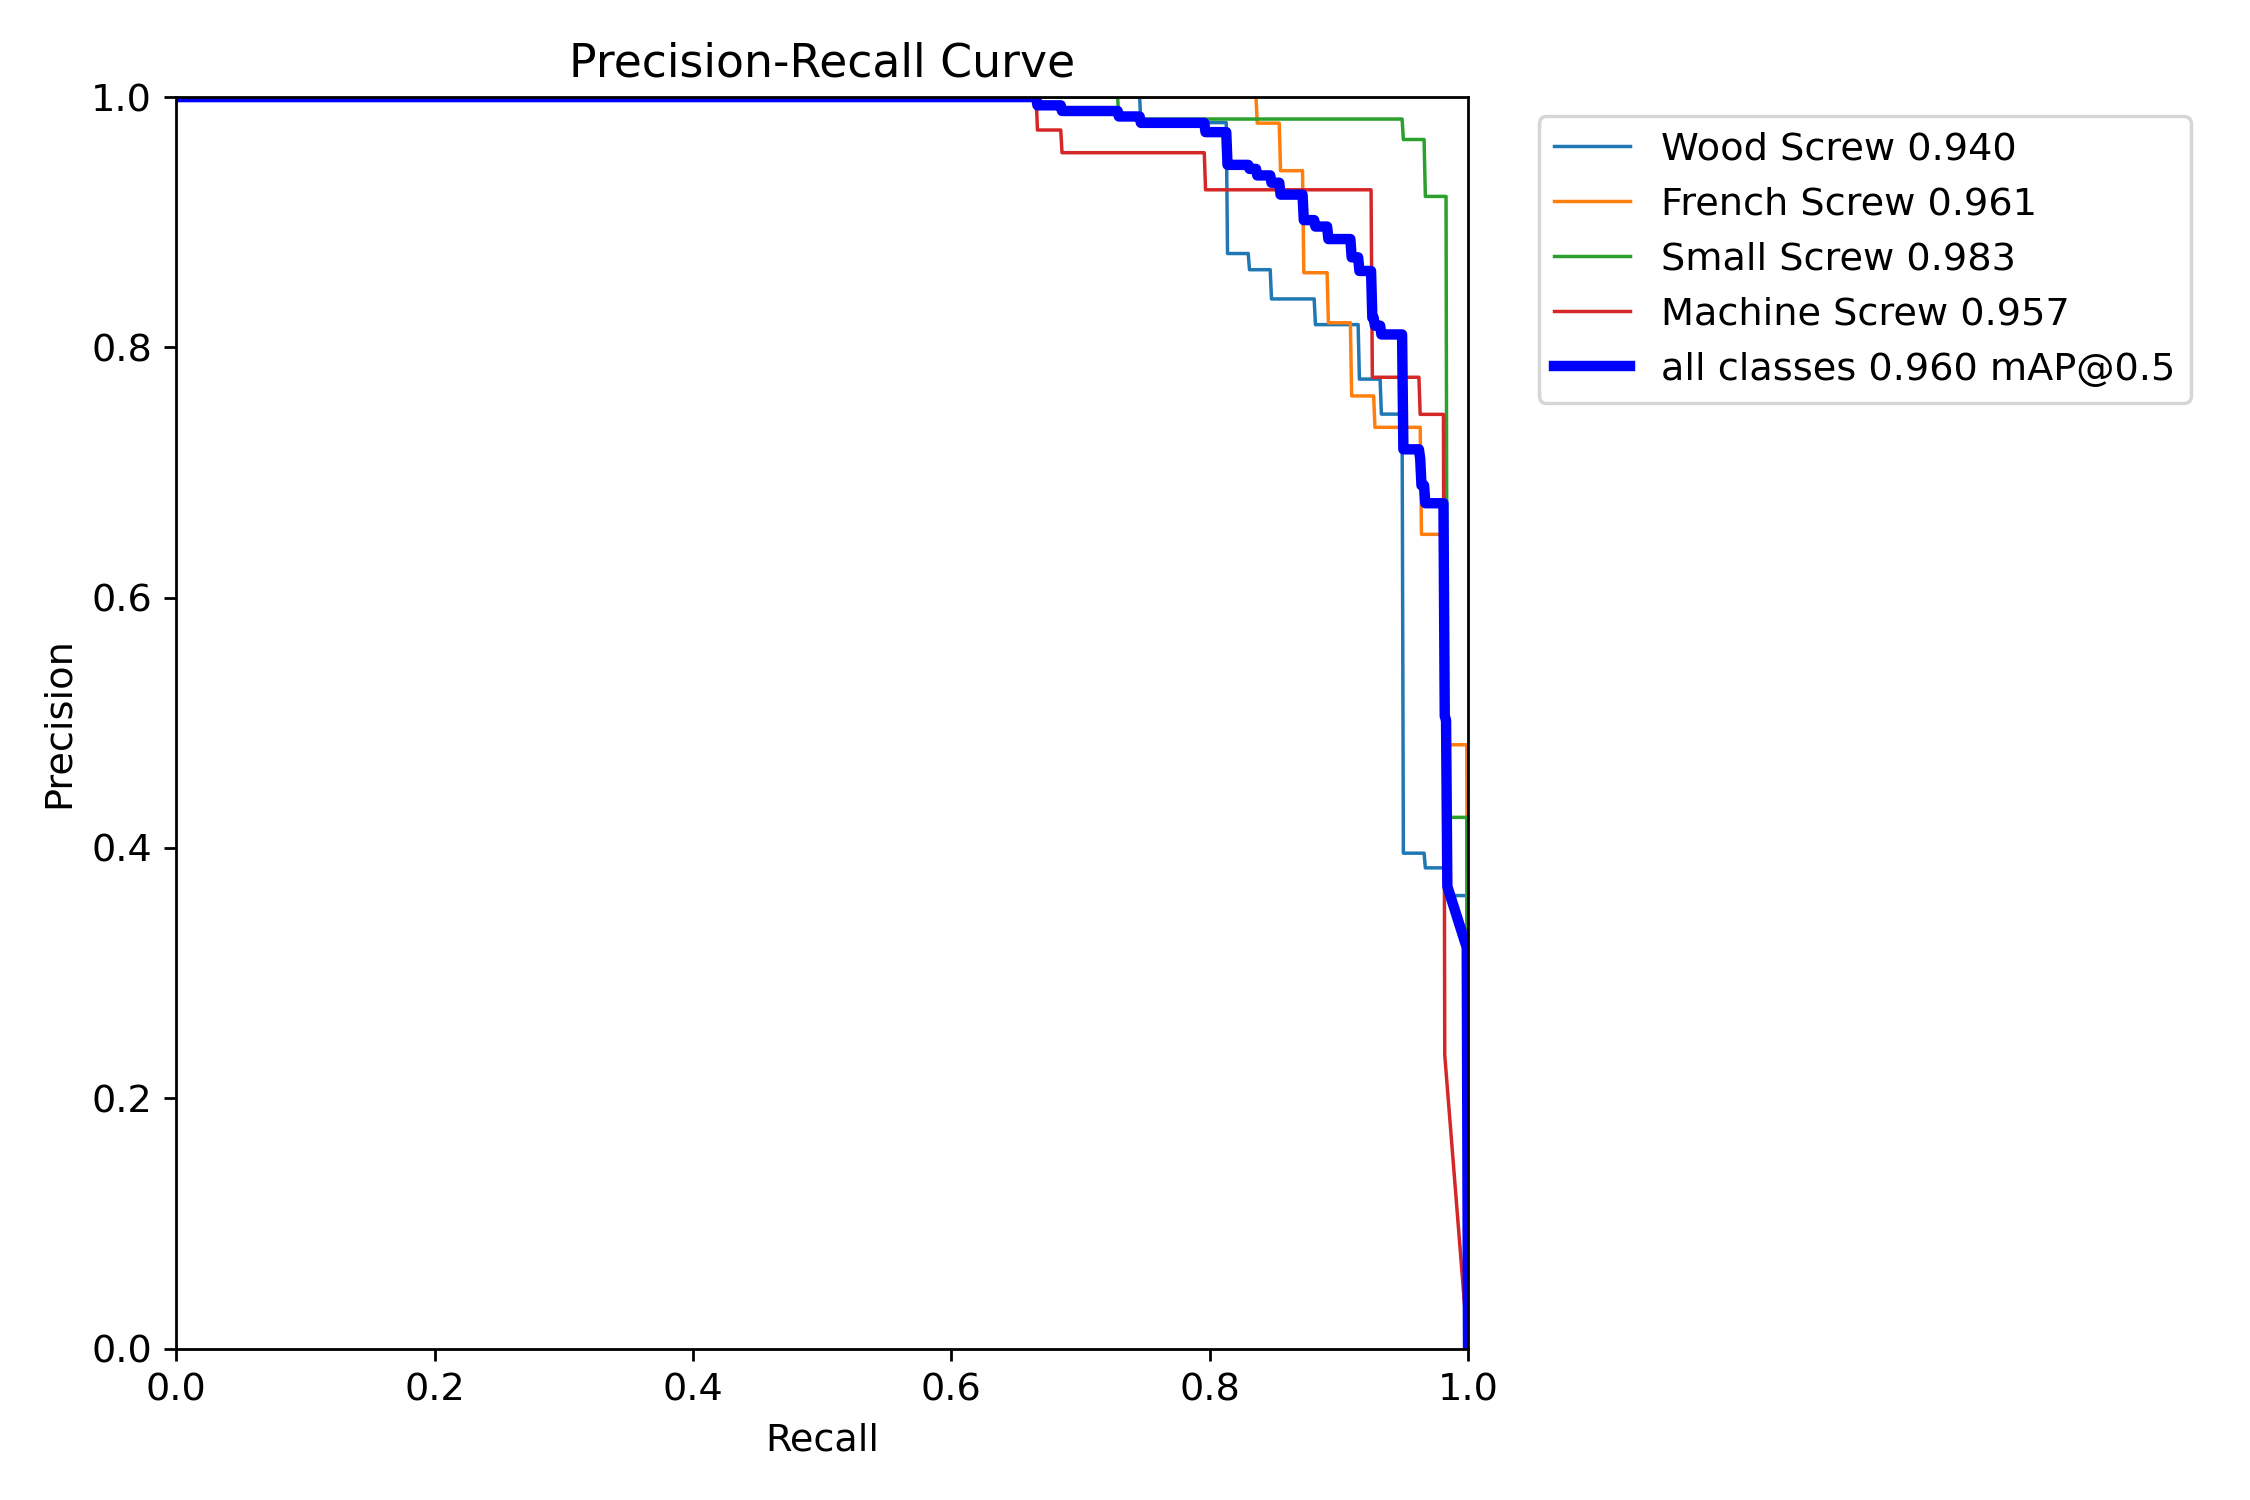 Precision-Recall Curve
1.0
0.8
0.6
0.4
0.2
0.0
Precision
0.0 0.2 0.4 0.6 0.8 1.0
Recall
Wood Screw 0.940
French Screw 0.961
Small Screw 0.983
Machine Screw 0.957
all classes 0.960 mAP@0.5